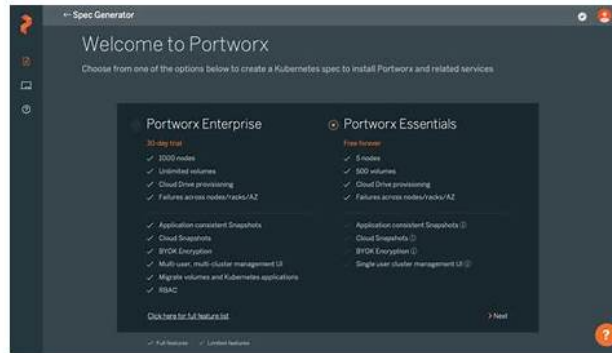 ← Spec Generator
Welcome to Portworx
Choose from one of the options below to create a Kubernetes spec to install Portworx and related services
Portworx Enterprise
30-day trial
✓ 1000 nodes
✓ Unlimited volumes
✓ Cloud Drive provisioning
✓ Failures across nodes/racks/AZ
✓ Application consistent Snapshots
✓ Cloud Snapshots
✓ BYOK Encryption
✓ Multi-user, multi-cluster management UI
✓ Migrate volumes and Kubernetes applications
✓ RBAC
Click here for full feature list
Portworx Essentials
Free forever
✓ 5 nodes
✓ 500 volumes
✓ Cloud Drive provisioning
✓ Failures across nodes/racks/AZ
Application consistent Snapshots
Cloud Snapshots
BYOK Encryption
Single user cluster management UI
> Next
✓ Full features ✓ Limited features
?